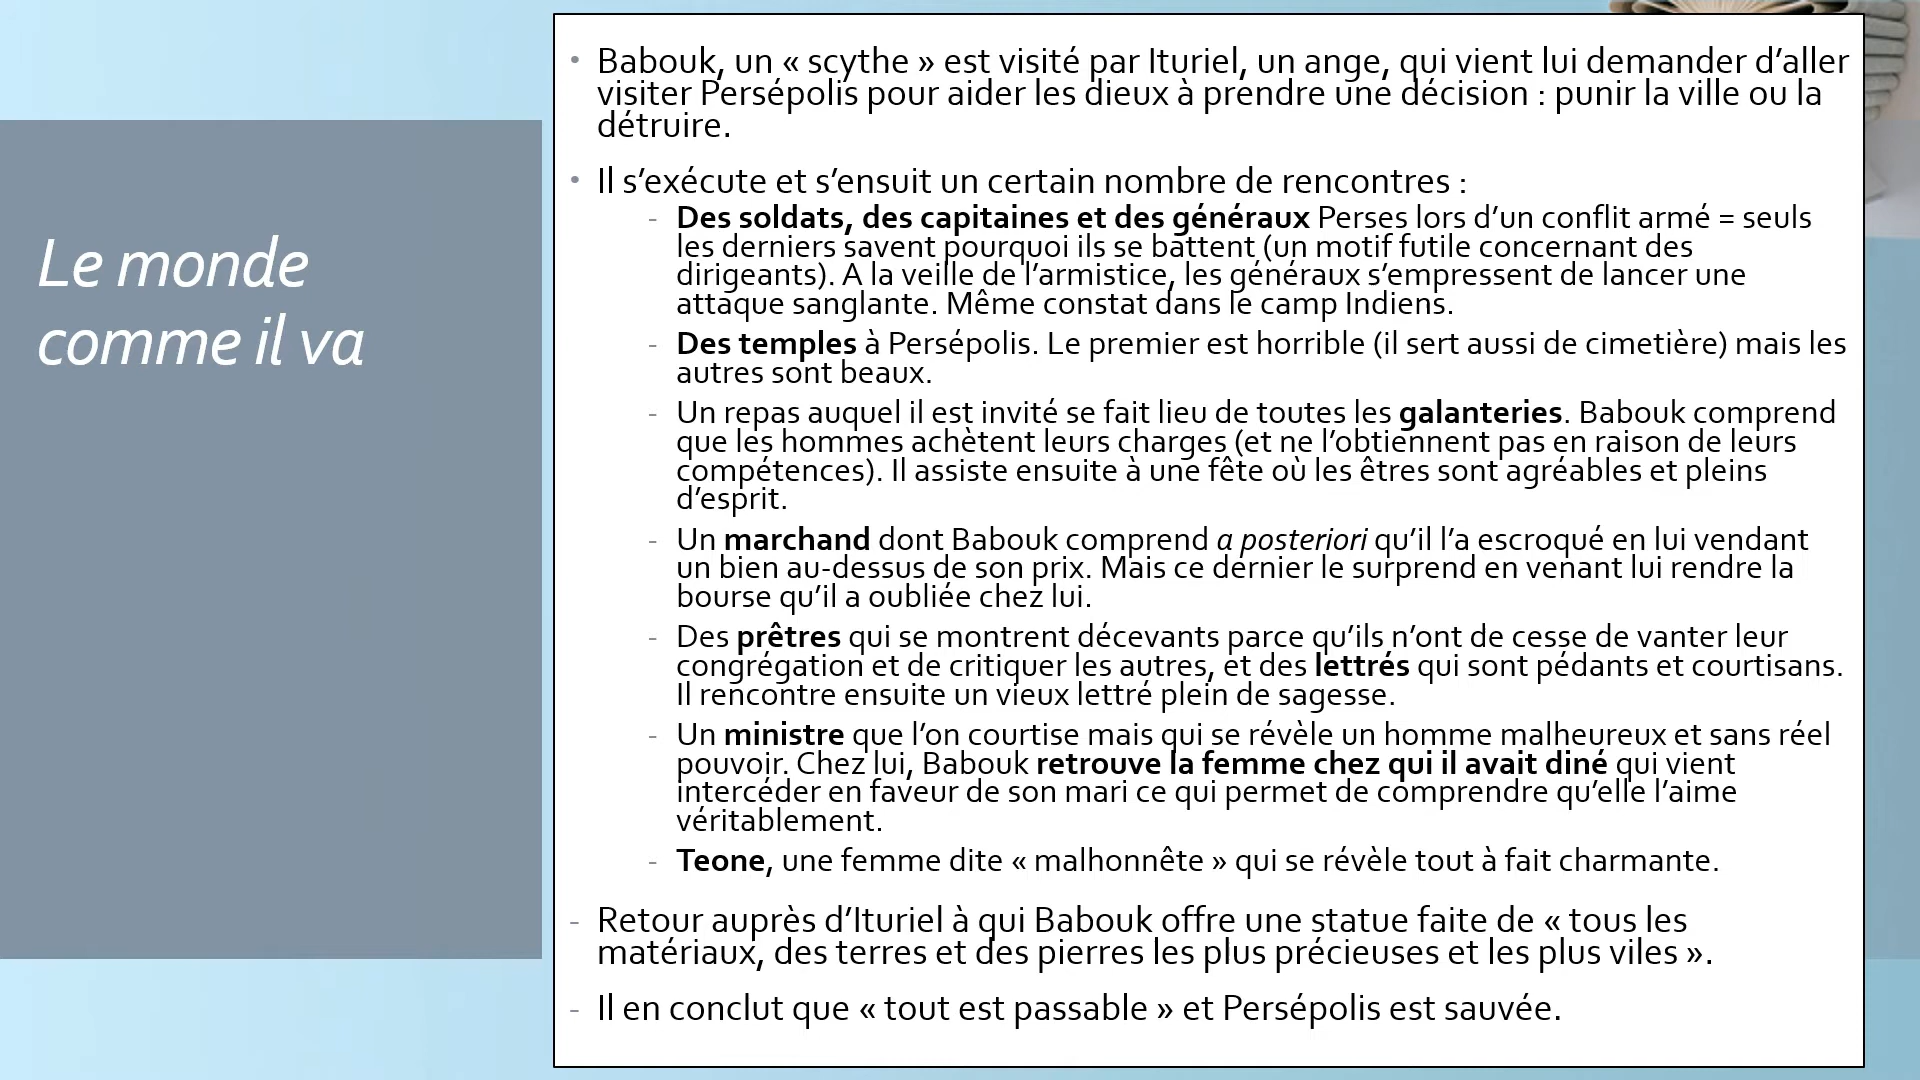 Le monde
comme il va
• Babouk, un « scythe » est visité par Ituriel, un ange, qui vient lui demander d’aller
visiter Persépolis pour aider les dieux à prendre une décision : punir la ville ou la
détruire.
• Il s’exécute et s’ensuit un certain nombre de rencontres :
- Des soldats, des capitaines et des généraux Perses lors d’un conflit armé = seuls
les derniers savent pourquoi ils se battent (un motif futile concernant des
dirigeants). A la veille de l’armistice, les généraux s’empressent de lancer une
attaque sanglante. Même constat dans le camp Indiens.
- Des temples à Persépolis. Le premier est horrible (il sert aussi de cimetière) mais les
autres sont beaux.
- Un repas auquel il est invité se fait lieu de toutes les galanteries. Babouk comprend
que les hommes achètent leurs charges (et ne l’obtiennent pas en raison de leurs
compétences). Il assiste ensuite à une fête où les êtres sont agréables et pleins
d’esprit.
- Un marchand dont Babouk comprend a posteriori qu’il l’a escroqué en lui vendant
un bien au-dessus de son prix. Mais ce dernier le surprend en venant lui rendre la
bourse qu’il a oubliée chez lui.
- Des prêtres qui se montrent décevants parce qu’ils n’ont de cesse de vanter leur
congrégation et de critiquer les autres, et des lettrés qui sont pédants et courtisans.
Il rencontre ensuite un vieux lettré plein de sagesse.
- Un ministre que l’on courtise mais qui se révèle un homme malheureux et sans réel
pouvoir. Chez lui, Babouk retrouve la femme chez qui il avait diné qui vient
intercéder en faveur de son mari ce qui permet de comprendre qu’elle l’aime
véritablement.
- Teone, une femme dite « malhonnête » qui se révèle tout à fait charmante.
- Retour auprès d’Ituriel à qui Babouk offre une statue faite de « tous les
matériaux, des terres et des pierres les plus précieuses et les plus viles ».
- Il en conclut que « tout est passable » et Persépolis est sauvée.